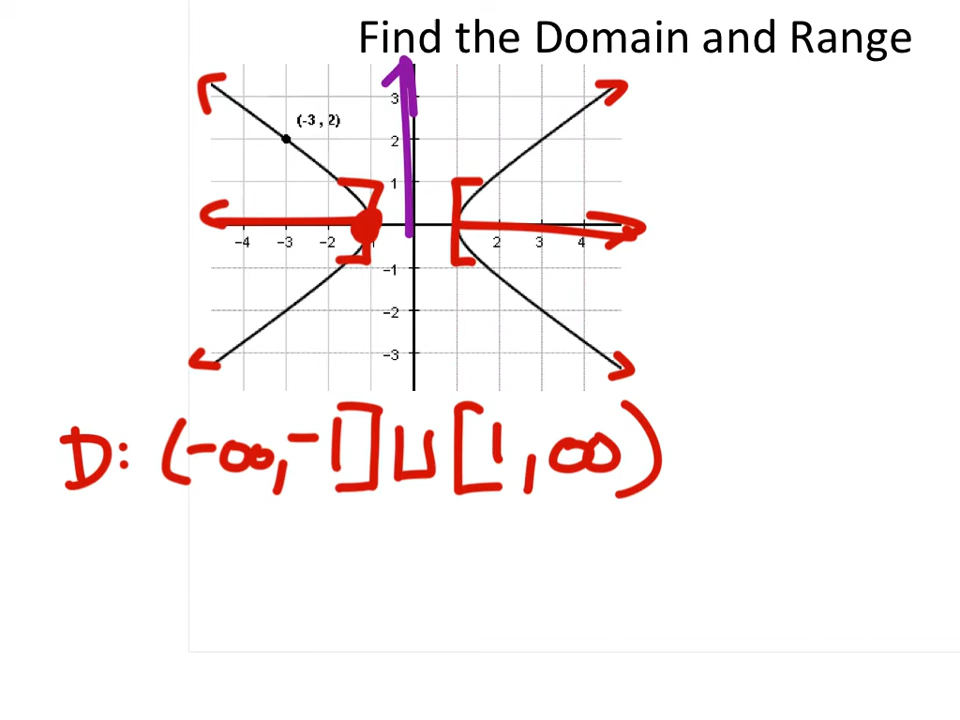 Find the Domain and Range
3
(-3 , 2)
2
1
-4 -3 -2 2 3 4
-1
-2
-3
D: (-∞, -1] ∪ [1, ∞)